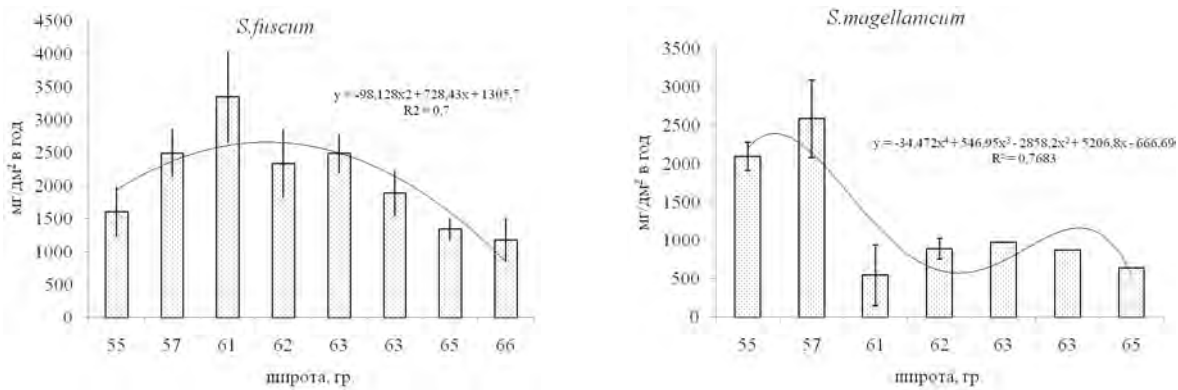 S.fuscum
4500
4000
3500
3000
2500
2000
1500
1000
500
0
мг/дм² в год
y = -98,128x2 + 728,43x + 1305,7
R2 = 0,7
55 57 61 62 63 63 65 66
широта, гр.
S.magellanicum
3500
3000
2500
2000
1500
1000
500
0
мг/дм² в год
y = -34,472x⁴ + 546,95x³ - 2858,2x² + 5206,8x - 666,69
R² = 0,7683
55 57 61 62 63 63 65
широта, гр.